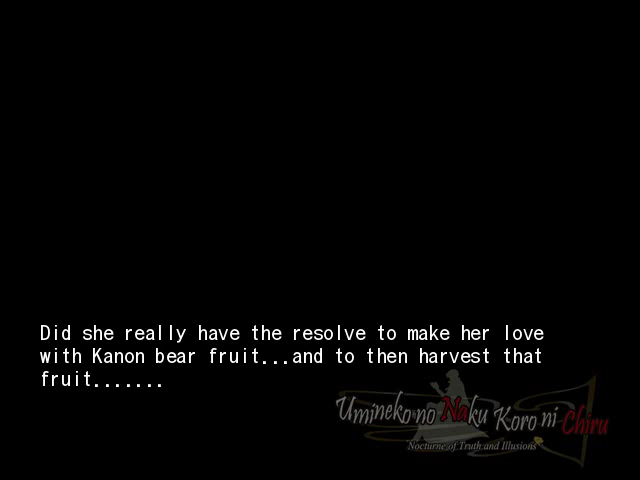 Did she really have the resolve to make her love
with Kanon bear fruit...and to then harvest that
fruit.......
Umineko no Naku Koro ni Chiru
Nocturne of Truth and Illusions